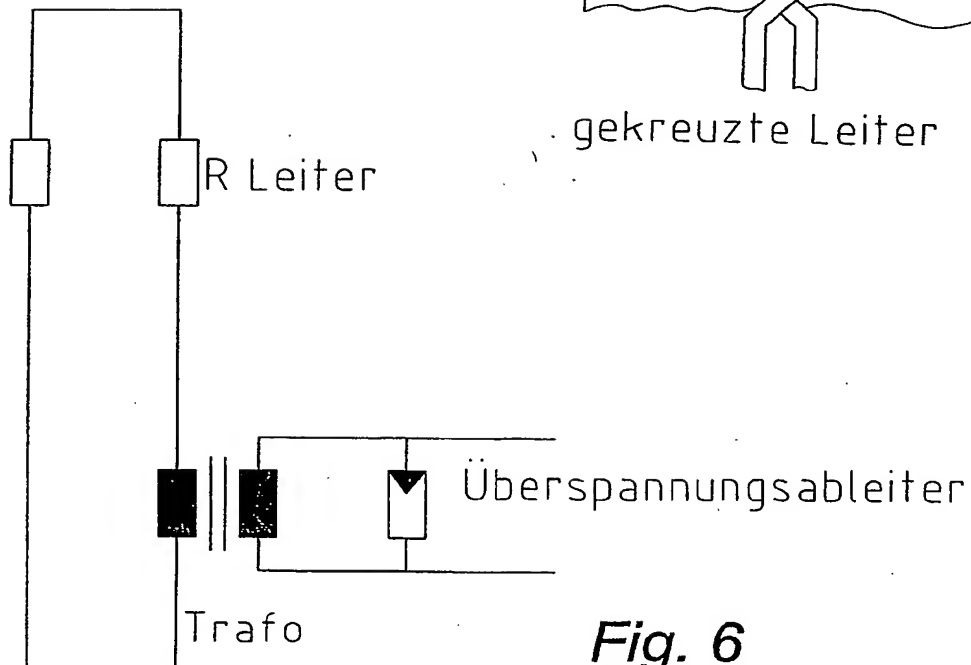 gekreuzte Leiter
R Leiter
Überspannungsableiter
Trafo
Fig. 6